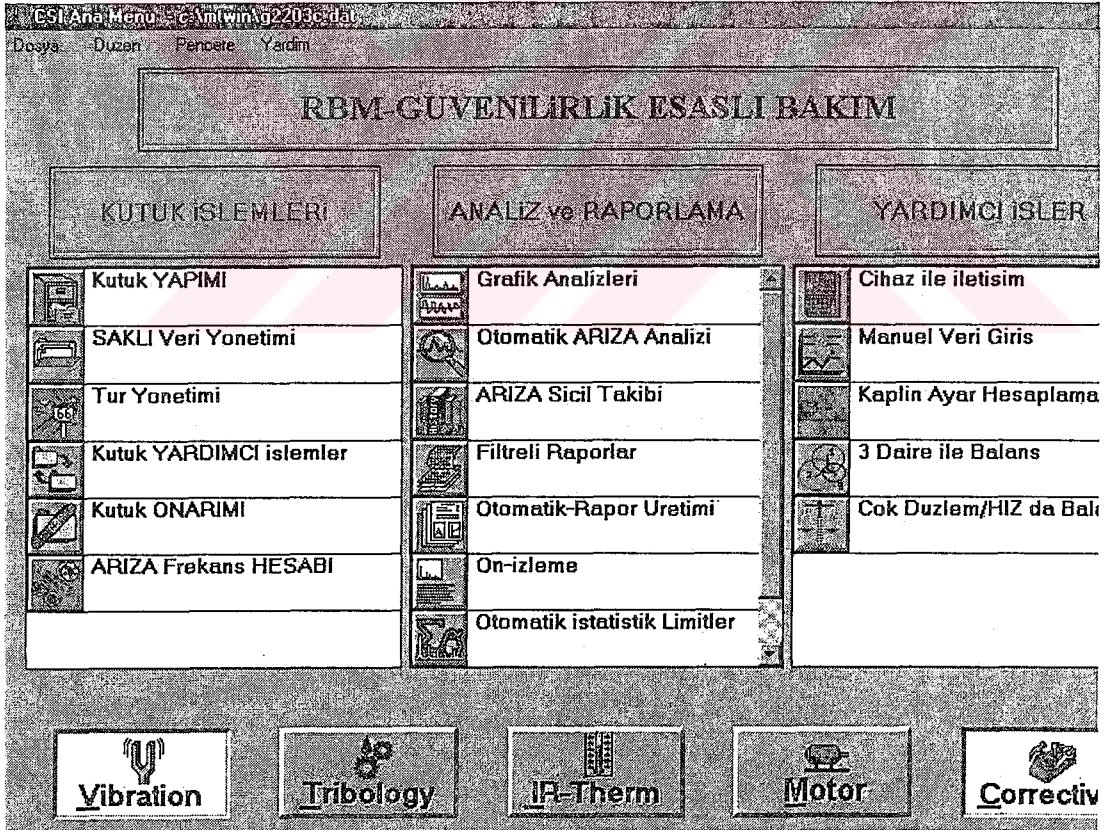 CSI Ana Menu - c:\mtwin\g2203c.dat
Dosya Duzen Pencere Yardim
RBM-GUVENiLiRLiK ESASLI BAKIM
KUTUK iSLEMLERi
ANALiZ ve RAPORLAMA
YARDIMCI iSLER
Kutuk YAPIMI
SAKLI Veri Yonetimi
Tur Yonetimi
66
Kutuk YARDIMCI islemler
Kutuk ONARIMI
ARIZA Frekans HESABI
Grafik Analizleri
Otomatik ARIZA Analizi
ARIZA Sicil Takibi
Filtreli Raporlar
Otomatik-Rapor Uretimi
On-izleme
Otomatik istatistik Limitler
Cihaz ile iletisim
Manuel Veri Giris
Kaplin Ayar Hesaplama
3 Daire ile Balans
Cok Duzlem/HIZ da Bala
Vibration
Tribology
IR-Therm
Motor
Correctiv